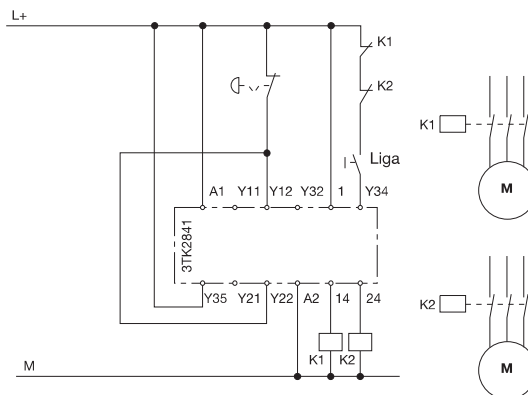 L+
K1
K2
Liga
A1 Y11 Y12 Y32 1 Y34
3TK2841
Y35 Y21 Y22 A2 14 24
K1 K2
M
K1
M
K2
M